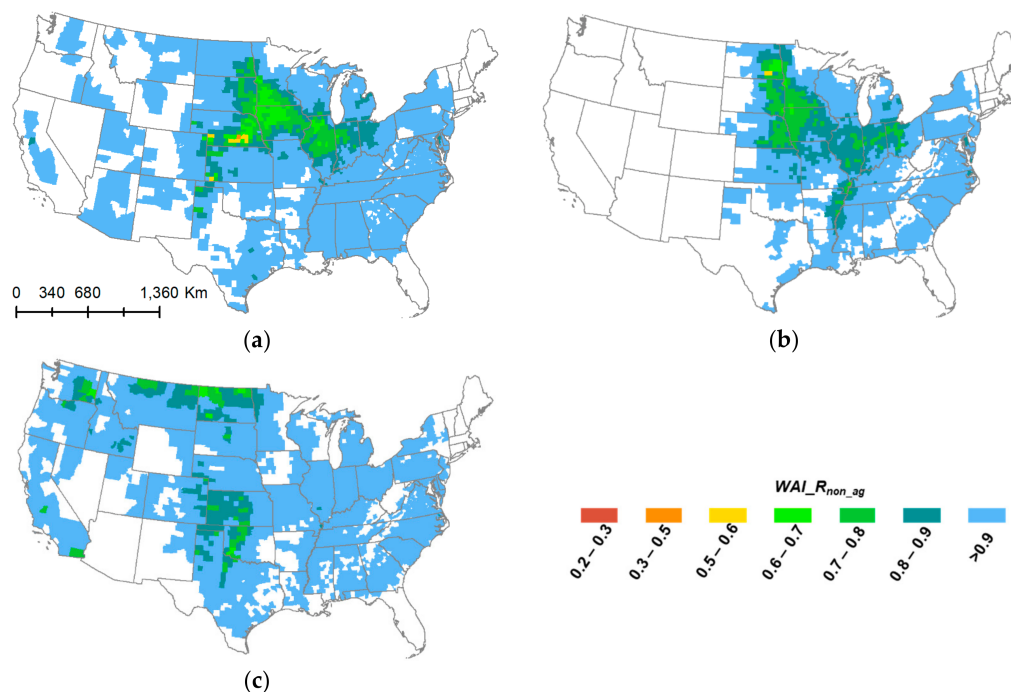 0 340 680 1,360 Km
(a)
(b)
(c)
WAI_Rnon_ag
0.2 – 0.3
0.3 – 0.5
0.5 – 0.6
0.6 – 0.7
0.7 – 0.8
0.8 – 0.9
>0.9